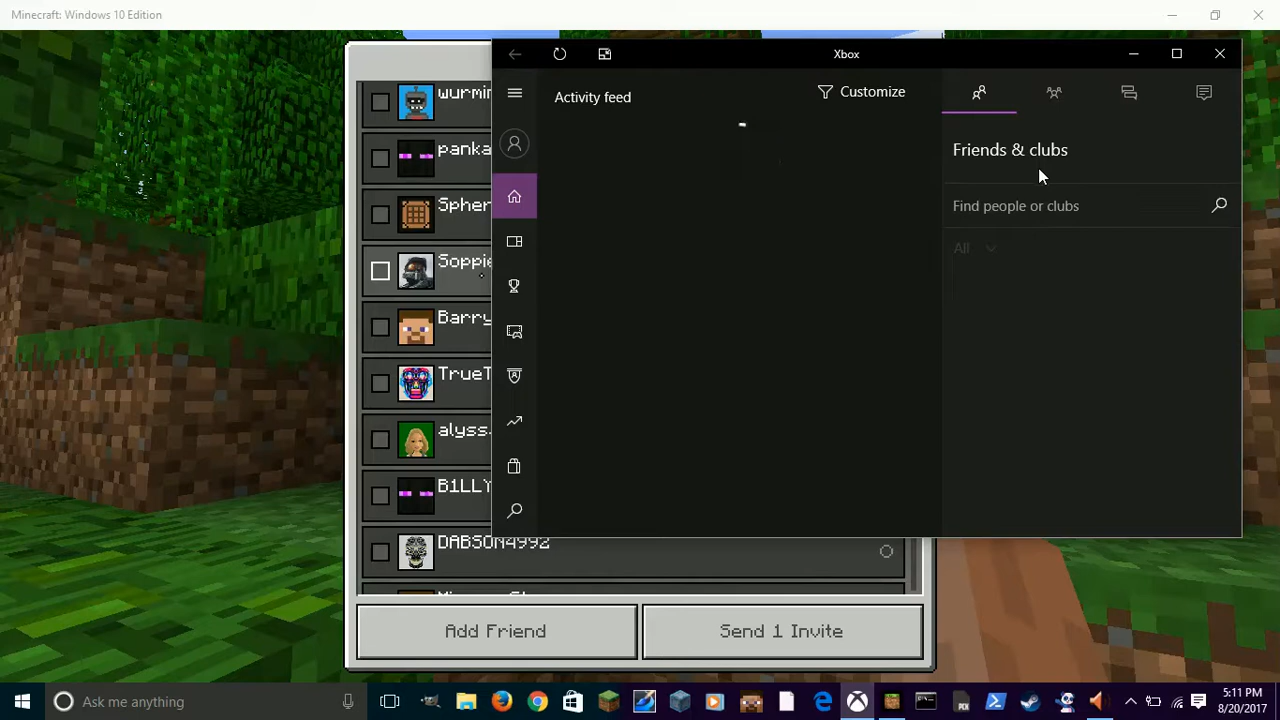 Minecraft: Windows 10 Edition
Xbox
Activity feed
Customize
Friends & clubs
Find people or clubs
All
wurmin
panka
Spher
Soppie
Barry
TrueT
alyss
B1LLY
DABSON4992
Add Friend
Send 1 Invite
Ask me anything
5:11 PM
8/20/2017